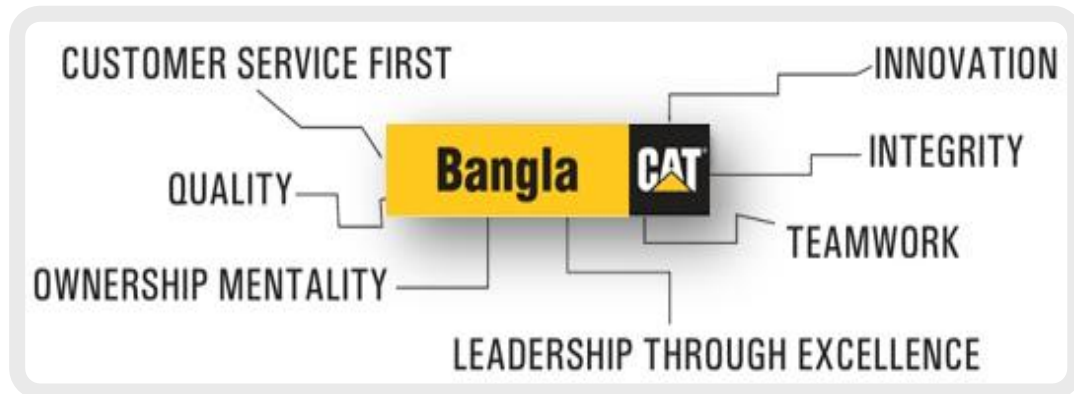 CUSTOMER SERVICE FIRST
INNOVATION
Bangla CAT
INTEGRITY
QUALITY
TEAMWORK
OWNERSHIP MENTALITY
LEADERSHIP THROUGH EXCELLENCE